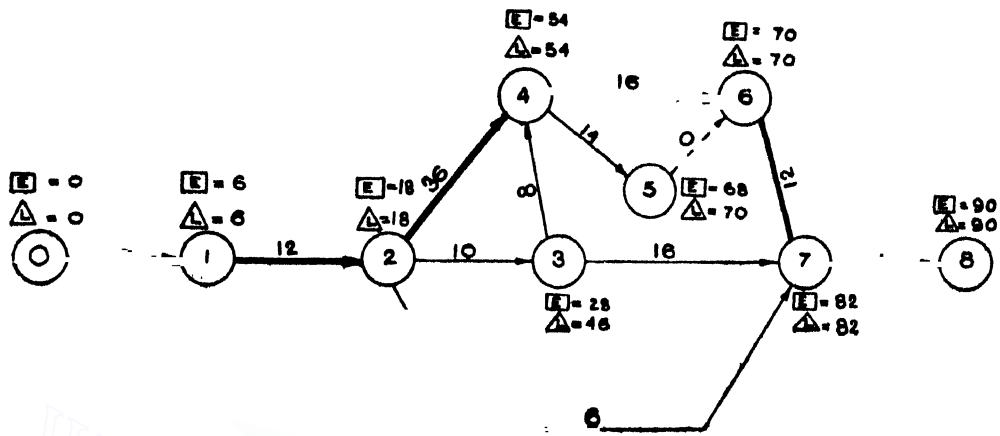 E = 54
L = 54
E = 70
L = 70
16
4
6
14
0
E = 0
L = 0
E = 6
L = 6
E = 18
L = 18
36
8
5
12
E = 68
L = 70
E = 90
L = 90
0
1
12
2
10
3
16
7
8
E = 28
L = 46
E = 82
L = 82